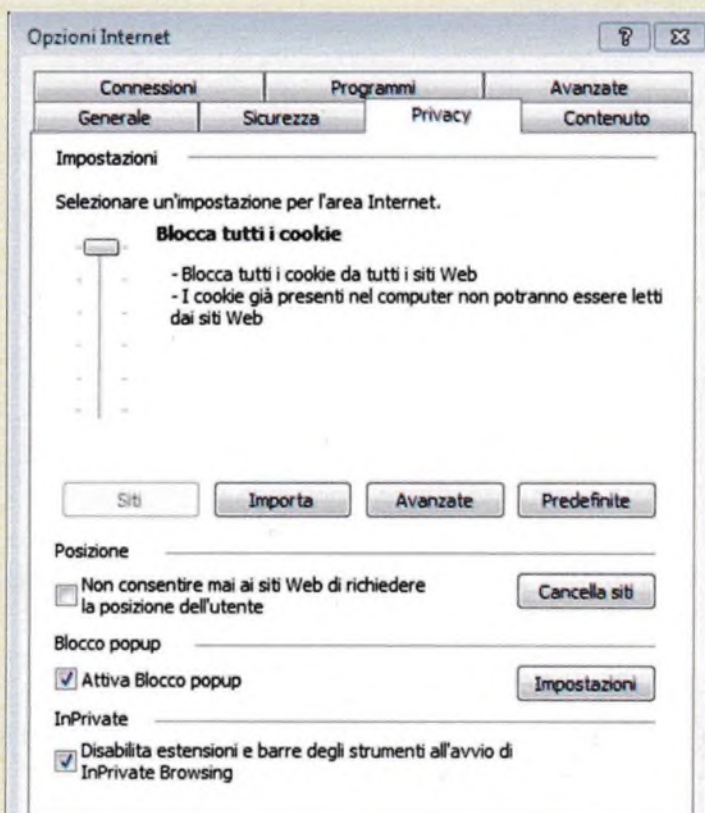 Opzioni Internet
Connessioni Programmi Avanzate
Generale Sicurezza Privacy Contenuto
Impostazioni
Selezionare un'impostazione per l'area Internet.
Blocca tutti i cookie
- Blocca tutti i cookie da tutti i siti Web
- I cookie già presenti nel computer non potranno essere letti
dai siti Web
Siti Importa Avanzate Predefinite
Posizione
Non consentire mai ai siti Web di richiedere
la posizione dell'utente
Cancella siti
Blocco popup
Attiva Blocco popup
Impostazioni
InPrivate
Disabilita estensioni e barre degli strumenti all'avvio di
InPrivate Browsing